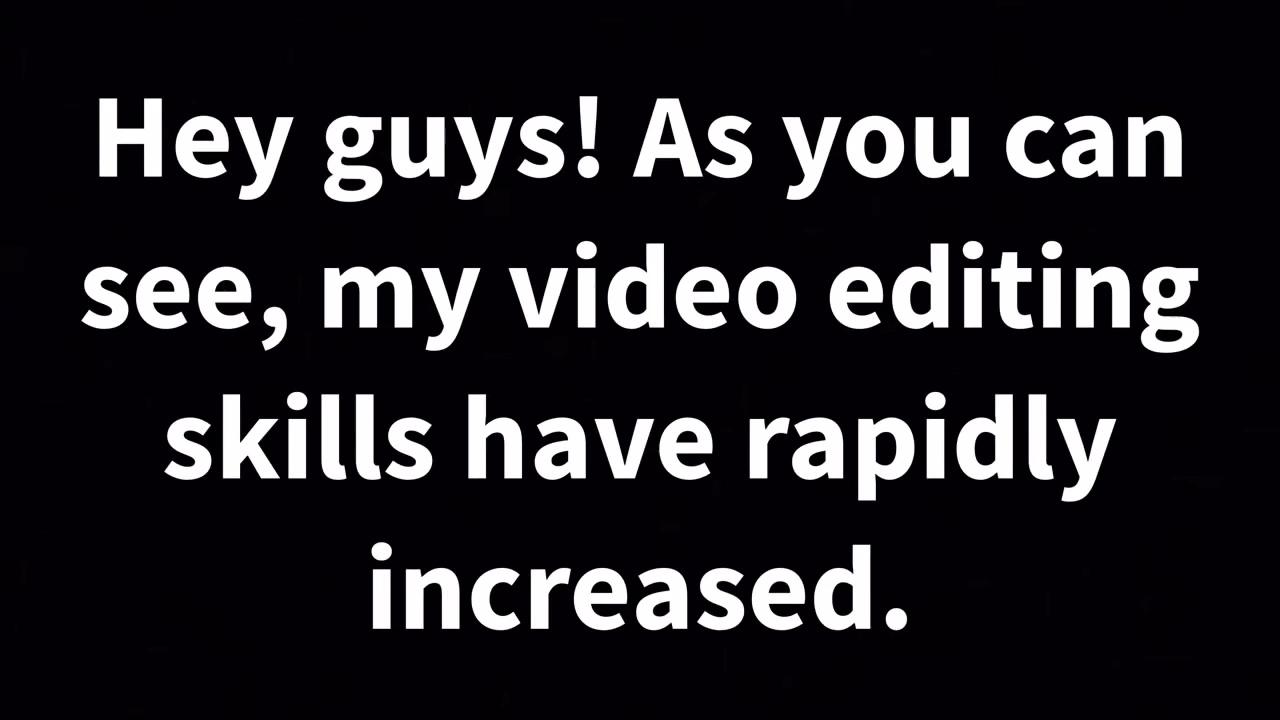 Hey guys! As you can
see, my video editing
skills have rapidly
increased.